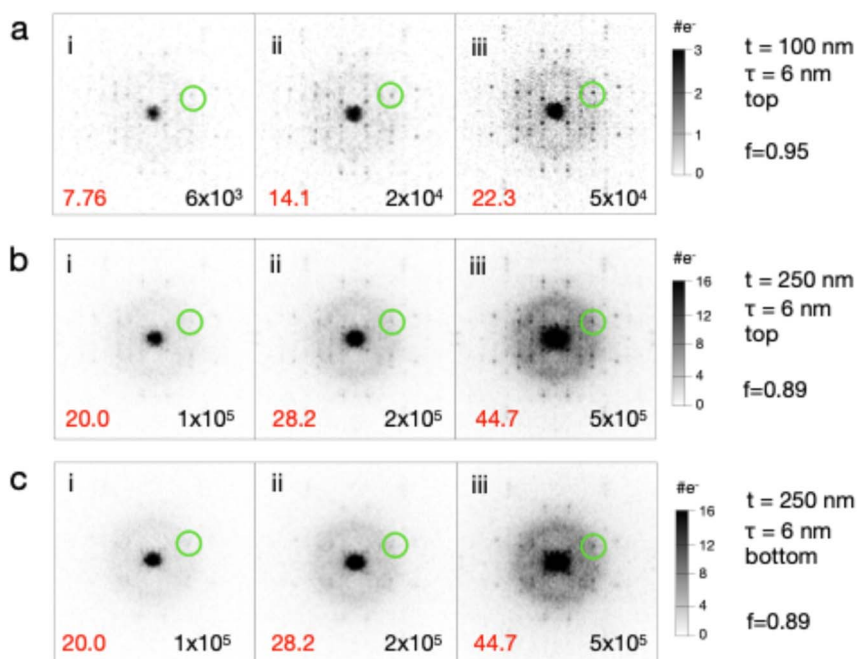 a
i
ii
iii
#e-
3
2
1
0
7.76
6x10³
14.1
2x10⁴
22.3
5x10⁴
t = 100 nm
τ = 6 nm
top
f=0.95
b
i
ii
iii
#e-
16
12
8
4
0
20.0
1x10⁵
28.2
2x10⁵
44.7
5x10⁵
t = 250 nm
τ = 6 nm
top
f=0.89
c
i
ii
iii
#e-
16
12
8
4
0
20.0
1x10⁵
28.2
2x10⁵
44.7
5x10⁵
t = 250 nm
τ = 6 nm
bottom
f=0.89